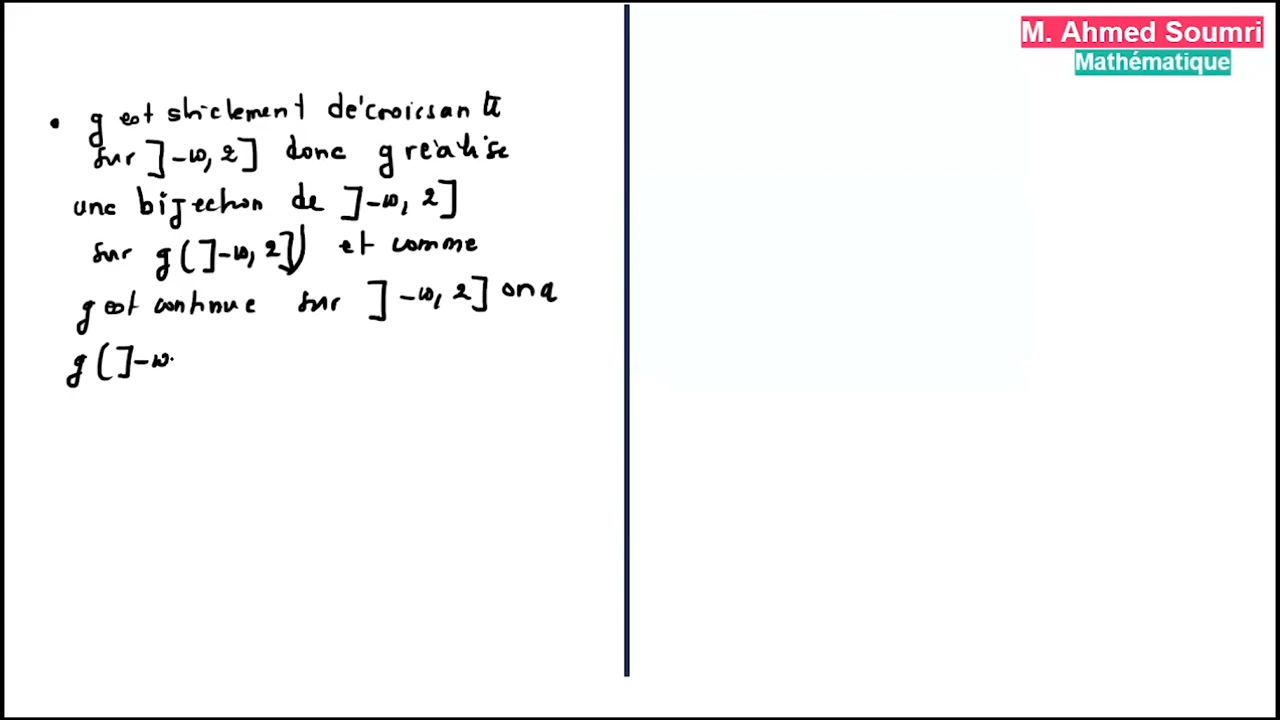 M. Ahmed Soumri
Mathématique
• g est strictement décroissante
sur ]-∞, 2] donc g réalise
une bijection de ]-∞, 2]
sur g(]-∞, 2]) et comme
g est continue sur ]-∞, 2] on a
g(]-∞